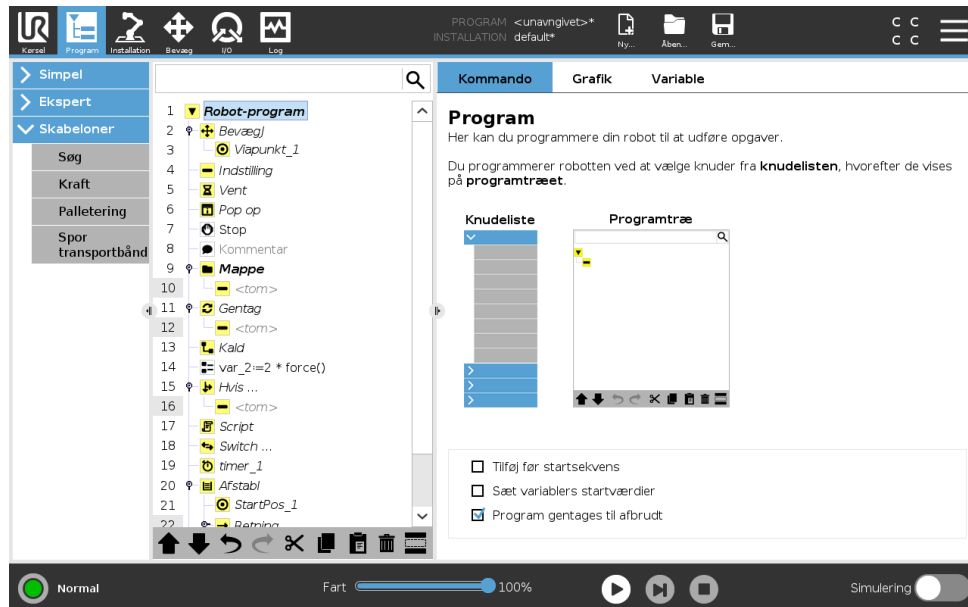 PROGRAM <unavngivet>*
INSTALLATION default*
Kørsel
Program
Installation
Bevæg
I/O
Log
Ny...
Åben...
Gem...
C C
C C
Simpel
Ekspert
Skabeloner
Søg
Kraft
Palletering
Spor
transportbånd
1 Robot-program
2 BevægJ
3 Viapunkt_1
4 Indstilling
5 Vent
6 Pop op
7 Stop
8 Kommentar
9 Mappe
10 <tom>
11 Gentag
12 <tom>
13 Kald
14 var_2:=2 * force()
15 Hvis ...
16 <tom>
17 Script
18 Switch ...
19 timer_1
20 Afstabl
21 StartPos_1
22 Retning
Kommando
Grafik
Variable
Program
Her kan du programmere din robot til at udføre opgaver.
Du programmerer robotten ved at vælge knuder fra knudelisten, hvorefter de vises
på programtræet.
Knudeliste
Programtræ
Tilføj før startsekvens
Sæt variablers startværdier
Program gentages til afbrudt
Normal
Fart
100%
Simulering